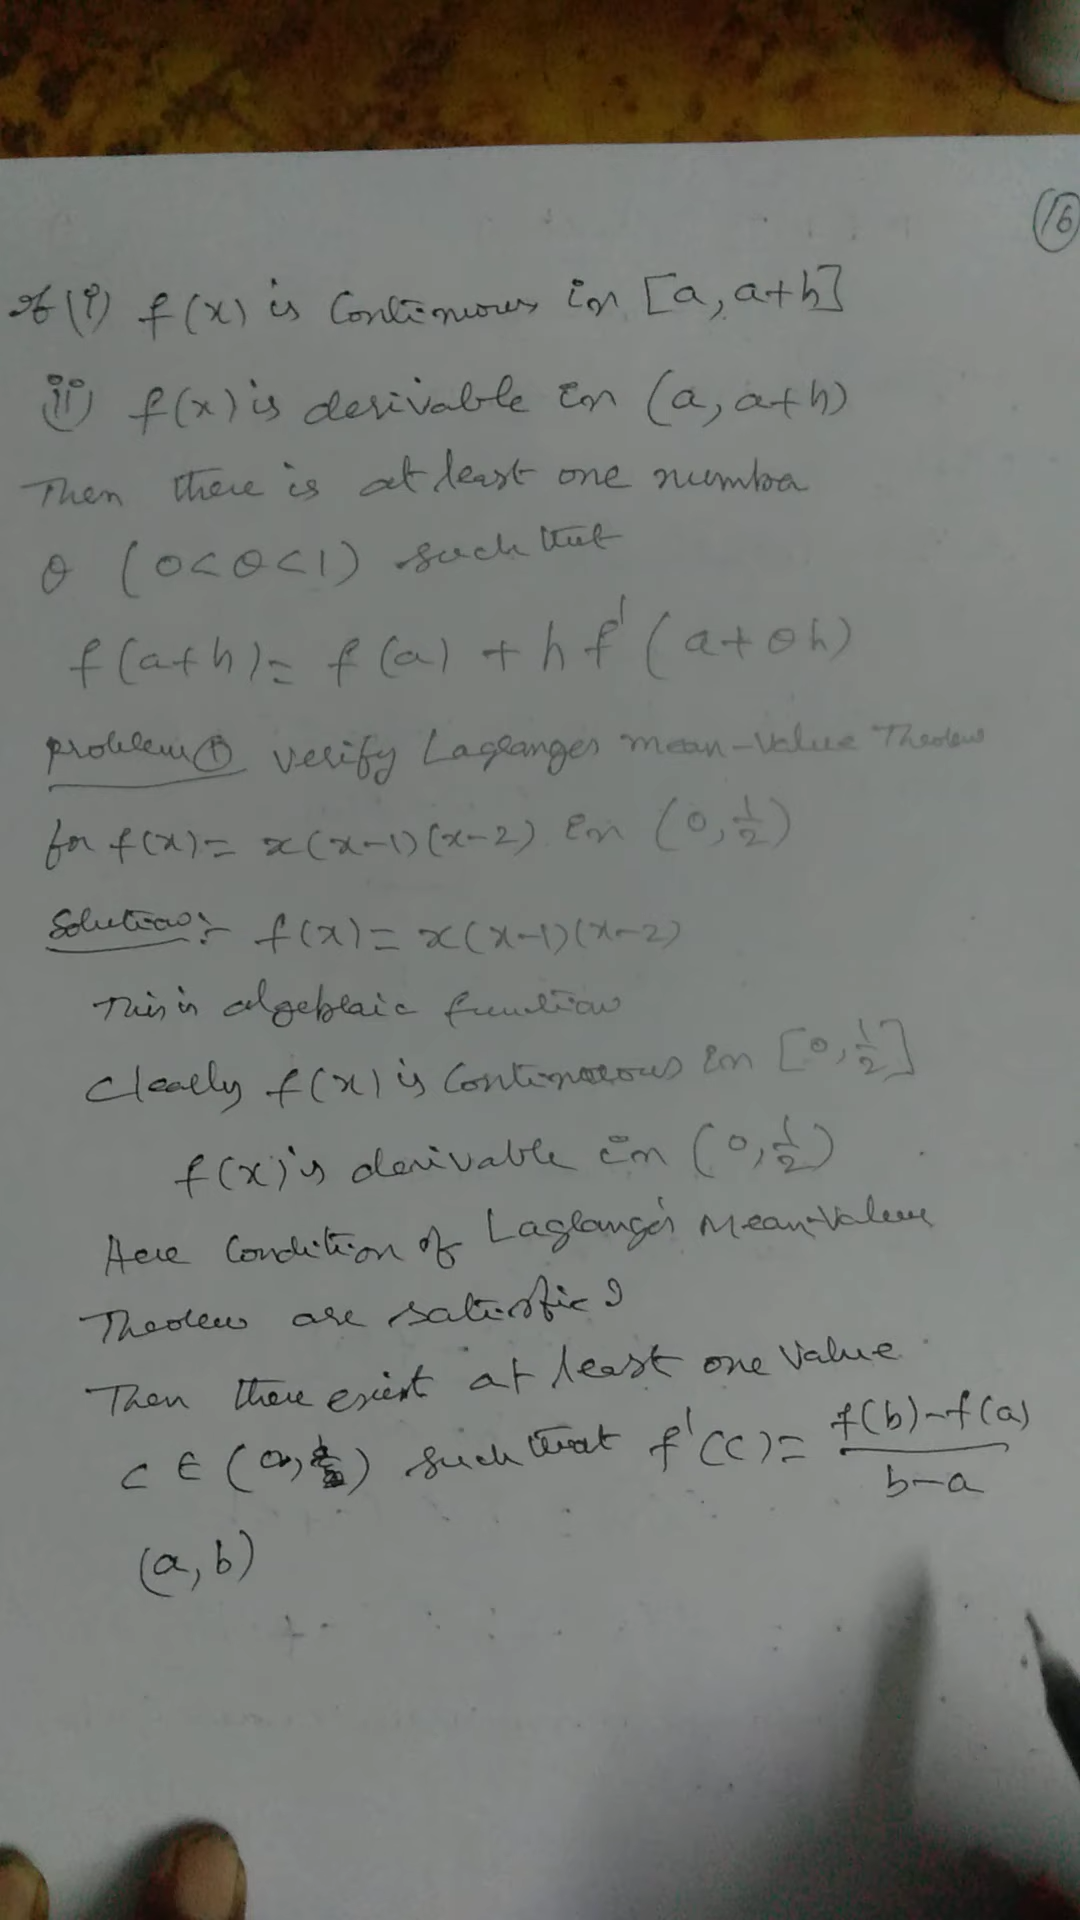 16
If (i) f(x) is Continuous in [a, a+h]
ii) f(x) is derivable in (a, a+h)
Then there is at least one number
θ (0<θ<1) such that
f(a+h) = f(a) + h f'(a+θh)
problem ① verify Lagranges mean-value Theorem
for f(x) = x(x-1)(x-2) in (0, 1/2)
Solution:- f(x) = x(x-1)(x-2)
This is algebraic function
Clearly f(x) is Continuous in [0, 1/2]
f(x) is derivable in (0, 1/2)
Here Condition of Lagrange's Mean-Value
Theorem are satisfied
Then there exist at least one value
c ∈ ( ) such that f'(c) = f(b)-f(a) / b-a
(a, b)